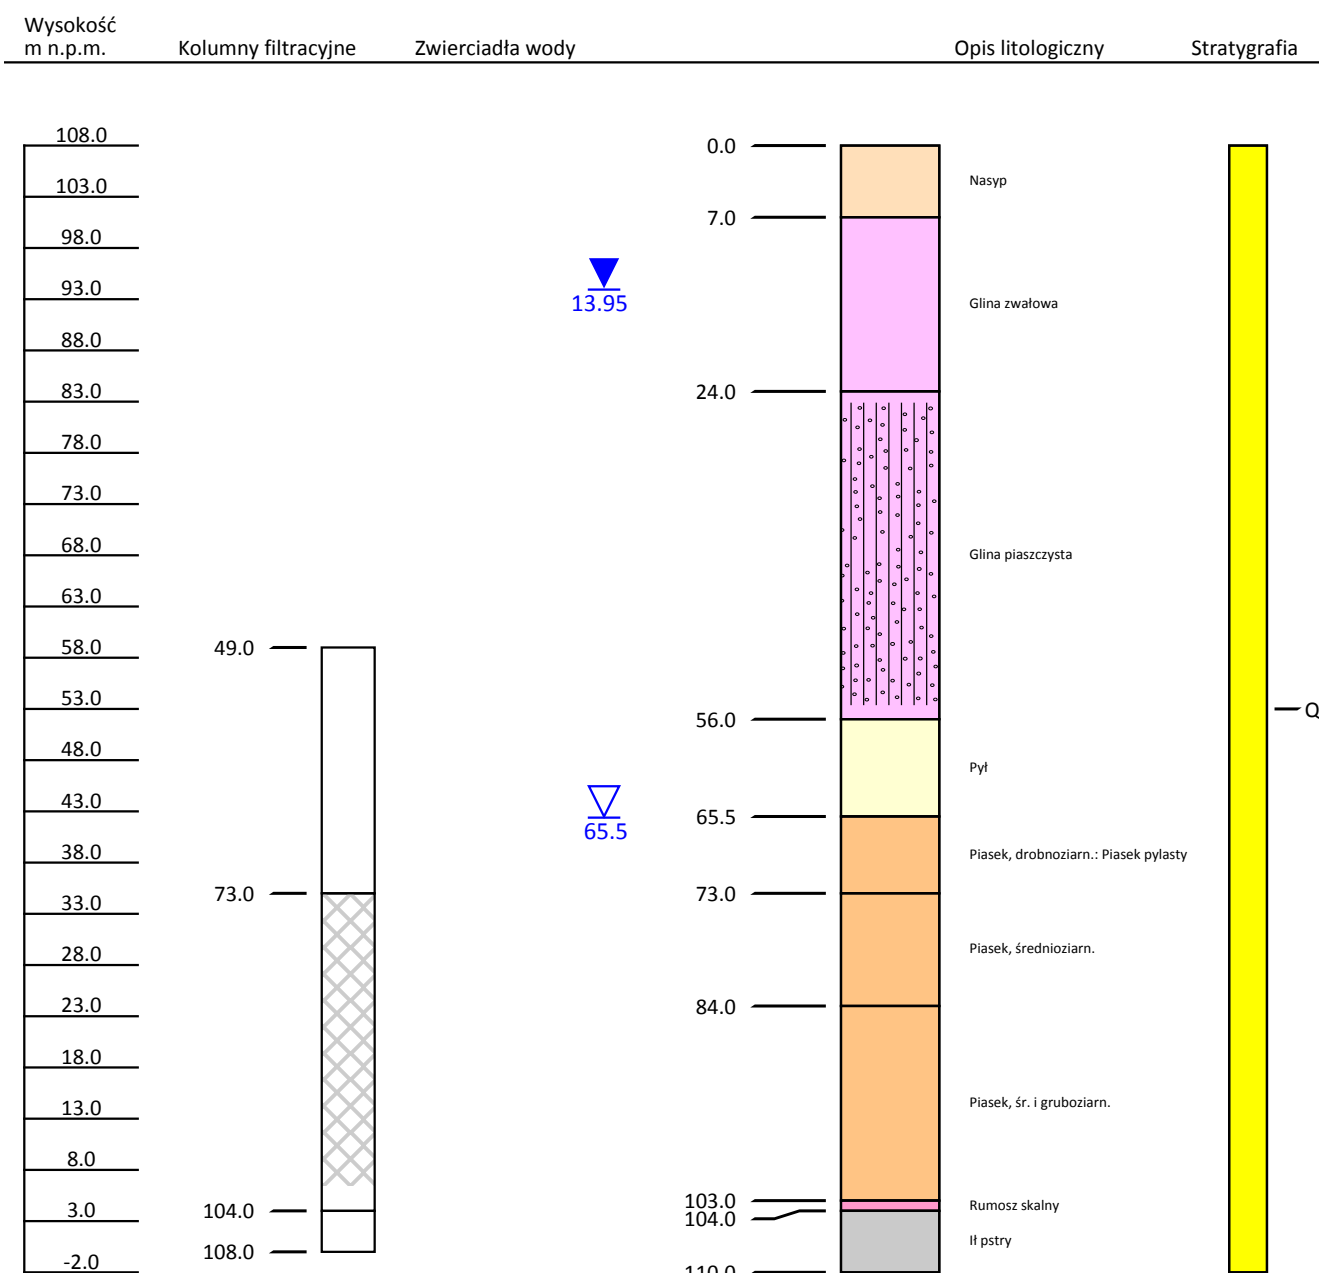 Wysokość
m n.p.m.
Kolumny filtracyjne
Zwierciadła wody
Opis litologiczny
Stratygrafia
108.0
103.0
98.0
93.0
88.0
83.0
78.0
73.0
68.0
63.0
58.0
53.0
48.0
43.0
38.0
33.0
28.0
23.0
18.0
13.0
8.0
3.0
-2.0
49.0
73.0
104.0
108.0
13.95
65.5
0.0
7.0
24.0
56.0
65.5
73.0
84.0
103.0
104.0
110.0
Nasyp
Glina zwałowa
Glina piaszczysta
Pył
Piasek, drobnoziarn.: Piasek pylasty
Piasek, średnioziarn.
Piasek, śr. i gruboziarn.
Rumosz skalny
Ił pstry
Q